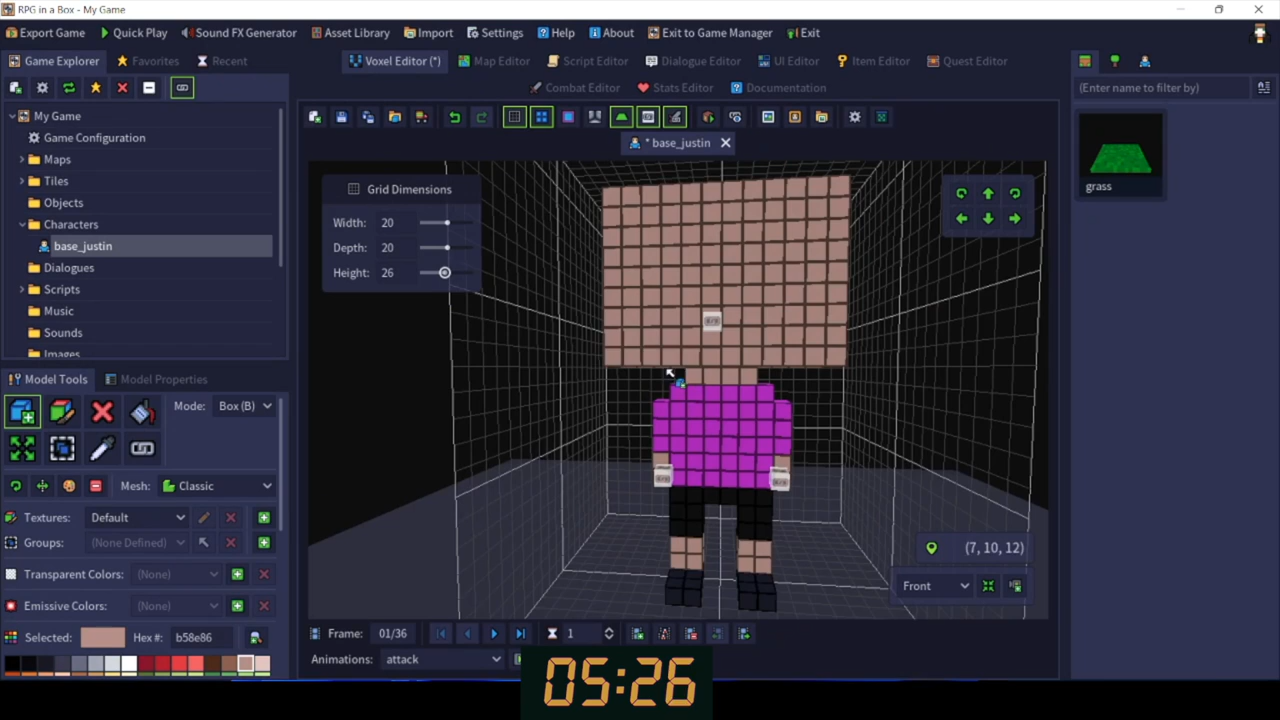 RPG in a Box - My Game
Export Game Quick Play Sound FX Generator Asset Library Import Settings Help About Exit to Game Manager Exit
Game Explorer Favorites Recent
Voxel Editor (*) Map Editor Script Editor Dialogue Editor UI Editor Item Editor Quest Editor
Combat Editor Stats Editor Documentation
(Enter name to filter by)
My Game
Game Configuration
Maps
Tiles
Objects
Characters
base_justin
Dialogues
Scripts
Music
Sounds
Images
* base_justin
Grid Dimensions
Width: 20
Depth: 20
Height: 26
grass
Model Tools Model Properties
Mode: Box (B)
Mesh: Classic
Textures: Default
Groups: (None Defined)
Transparent Colors: (None)
Emissive Colors: (None)
Selected: Hex #: b58e86
(7, 10, 12)
Front
Frame: 01/36 1
Animations: attack
05:26